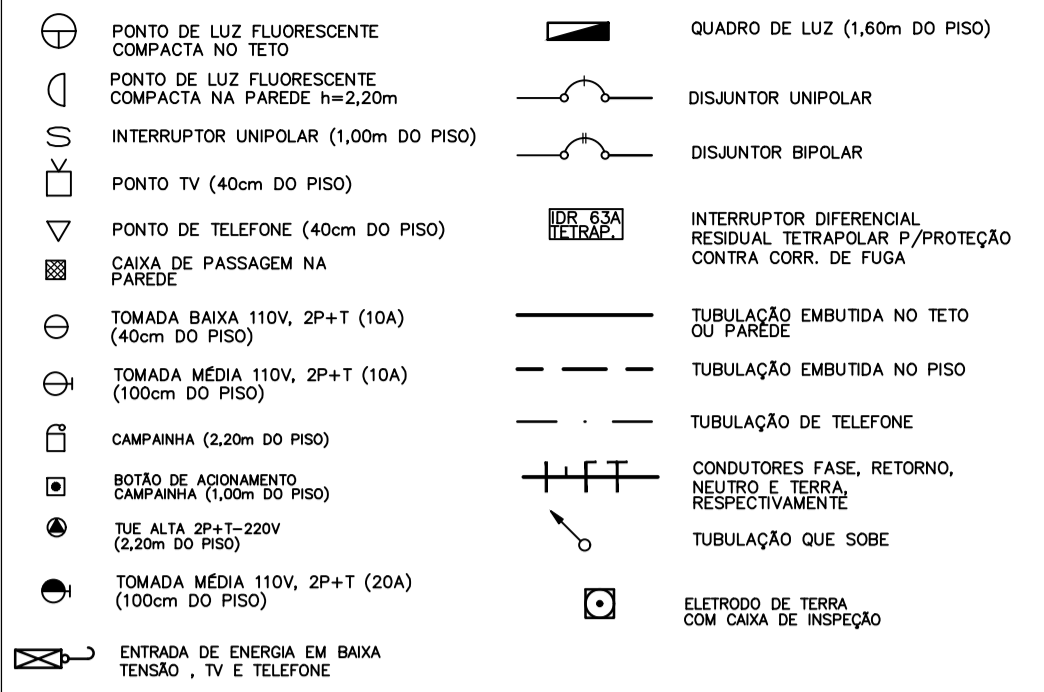 PONTO DE LUZ FLUORESCENTE
COMPACTA NO TETO
PONTO DE LUZ FLUORESCENTE
COMPACTA NA PAREDE h=2,20m
INTERRUPTOR UNIPOLAR (1,00m DO PISO)
PONTO TV (40cm DO PISO)
PONTO DE TELEFONE (40cm DO PISO)
CAIXA DE PASSAGEM NA
PAREDE
TOMADA BAIXA 110V, 2P+T (10A)
(40cm DO PISO)
TOMADA MÉDIA 110V, 2P+T (10A)
(100cm DO PISO)
CAMPAINHA (2,20m DO PISO)
BOTÃO DE ACIONAMENTO
CAMPAINHA (1,00m DO PISO)
TUE ALTA 2P+T-220V
(2,20m DO PISO)
TOMADA MÉDIA 110V, 2P+T (20A)
(100cm DO PISO)
ENTRADA DE ENERGIA EM BAIXA
TENSÃO , TV E TELEFONE
QUADRO DE LUZ (1,60m DO PISO)
DISJUNTOR UNIPOLAR
DISJUNTOR BIPOLAR
IDR 63A
TETRAP.
INTERRUPTOR DIFERENCIAL
RESIDUAL TETRAPOLAR P/PROTEÇÃO
CONTRA CORR. DE FUGA
TUBULAÇÃO EMBUTIDA NO TETO
OU PAREDE
TUBULAÇÃO EMBUTIDA NO PISO
TUBULAÇÃO DE TELEFONE
CONDUTORES FASE, RETORNO,
NEUTRO E TERRA,
RESPECTIVAMENTE
TUBULAÇÃO QUE SOBE
ELETRODO DE TERRA
COM CAIXA DE INSPEÇÃO